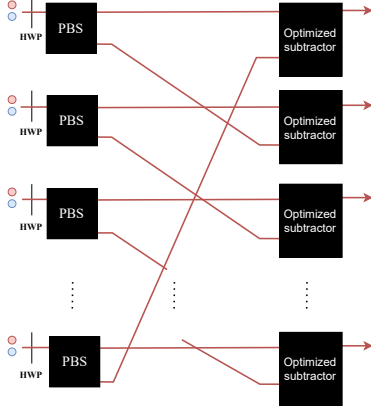 HWP
PBS
Optimized
subtractor
HWP
PBS
Optimized
subtractor
HWP
PBS
Optimized
subtractor
HWP
PBS
Optimized
subtractor